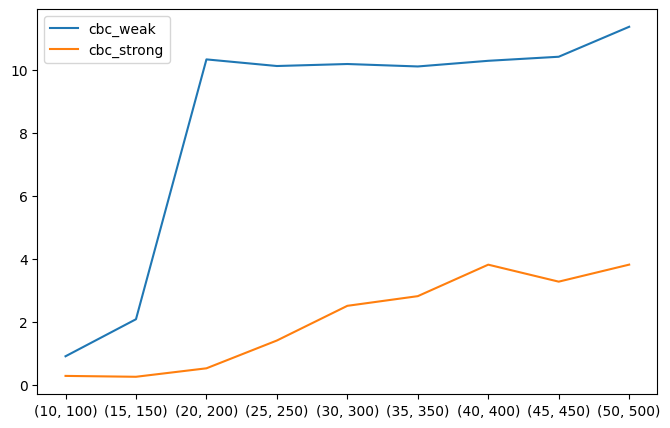 cbc_weak
cbc_strong
10
8
6
4
2
0
(10, 100) (15, 150) (20, 200) (25, 250) (30, 300) (35, 350) (40, 400) (45, 450) (50, 500)